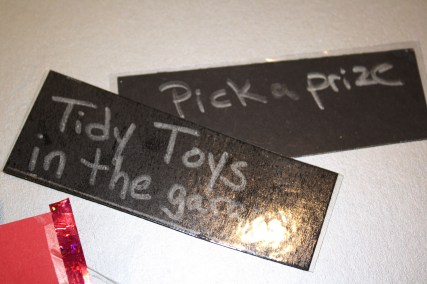 Pick a prize
Tidy Toys
in the